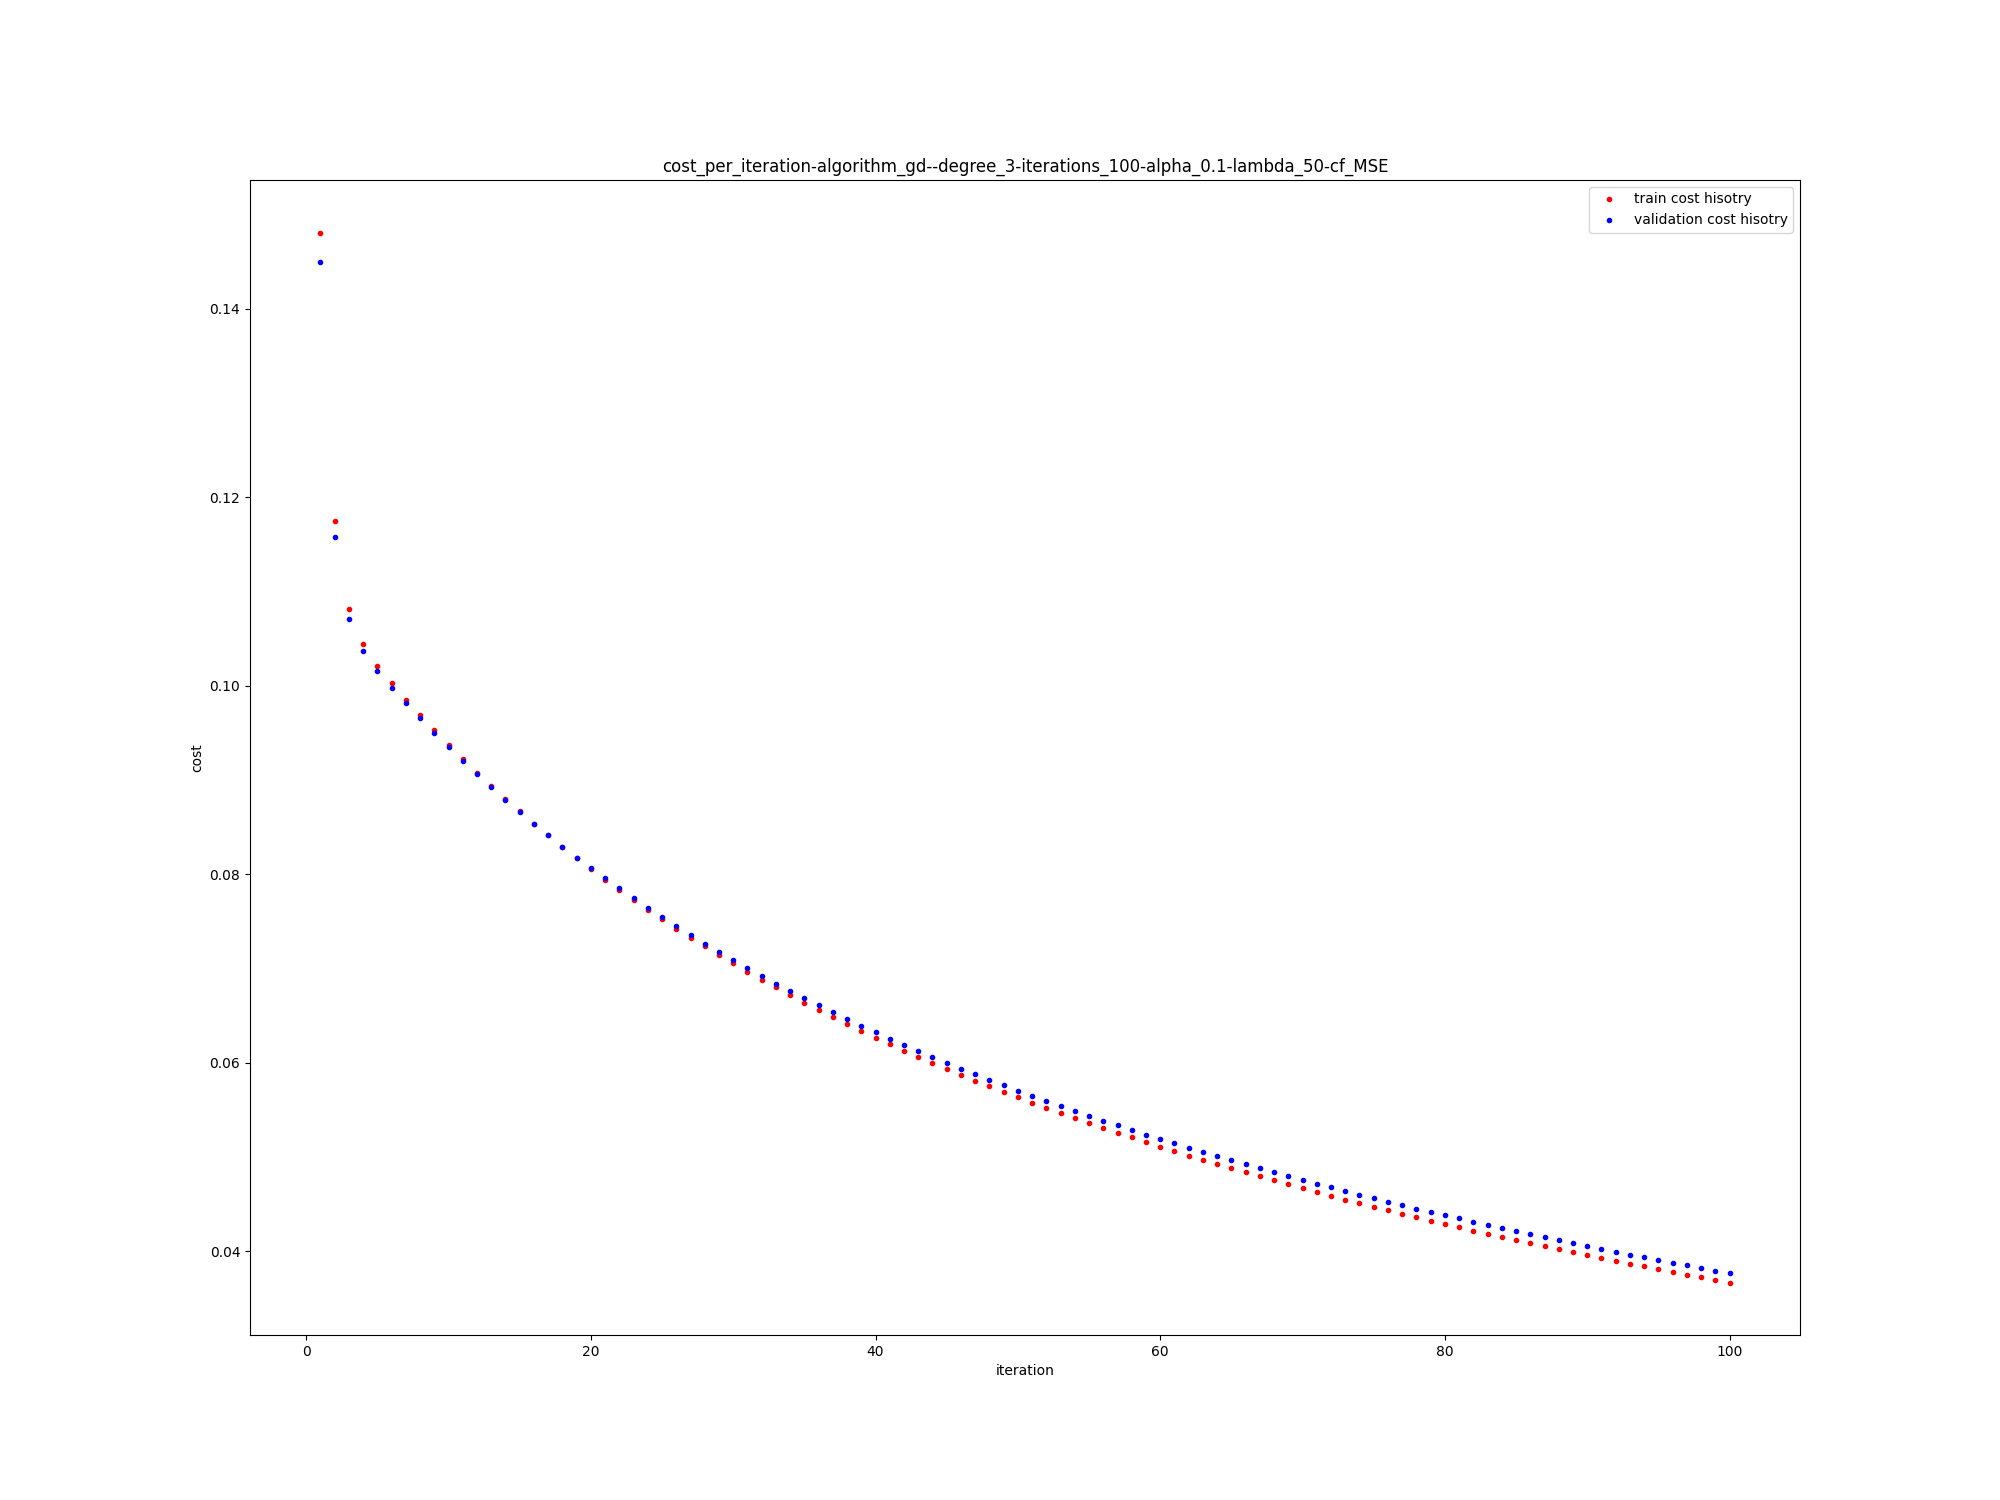 cost_per_iteration-algorithm_gd--degree_3-iterations_100-alpha_0.1-lambda_50-cf_MSE
train cost hisotry
validation cost hisotry
0.14
0.12
0.10
0.08
0.06
0.04
cost
0 20 40 60 80 100
iteration